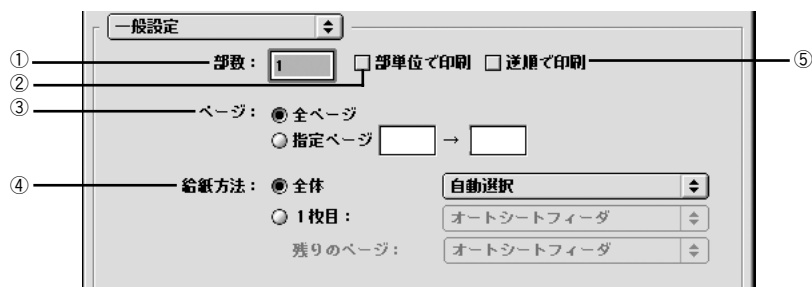 一般設定
① 部数： 1 部単位で印刷 逆順で印刷 ⑤
②
③ ページ： 全ページ
指定ページ →
④ 給紙方法： 全体 自動選択
1枚目： オートシートフィーダ
残りのページ： オートシートフィーダ